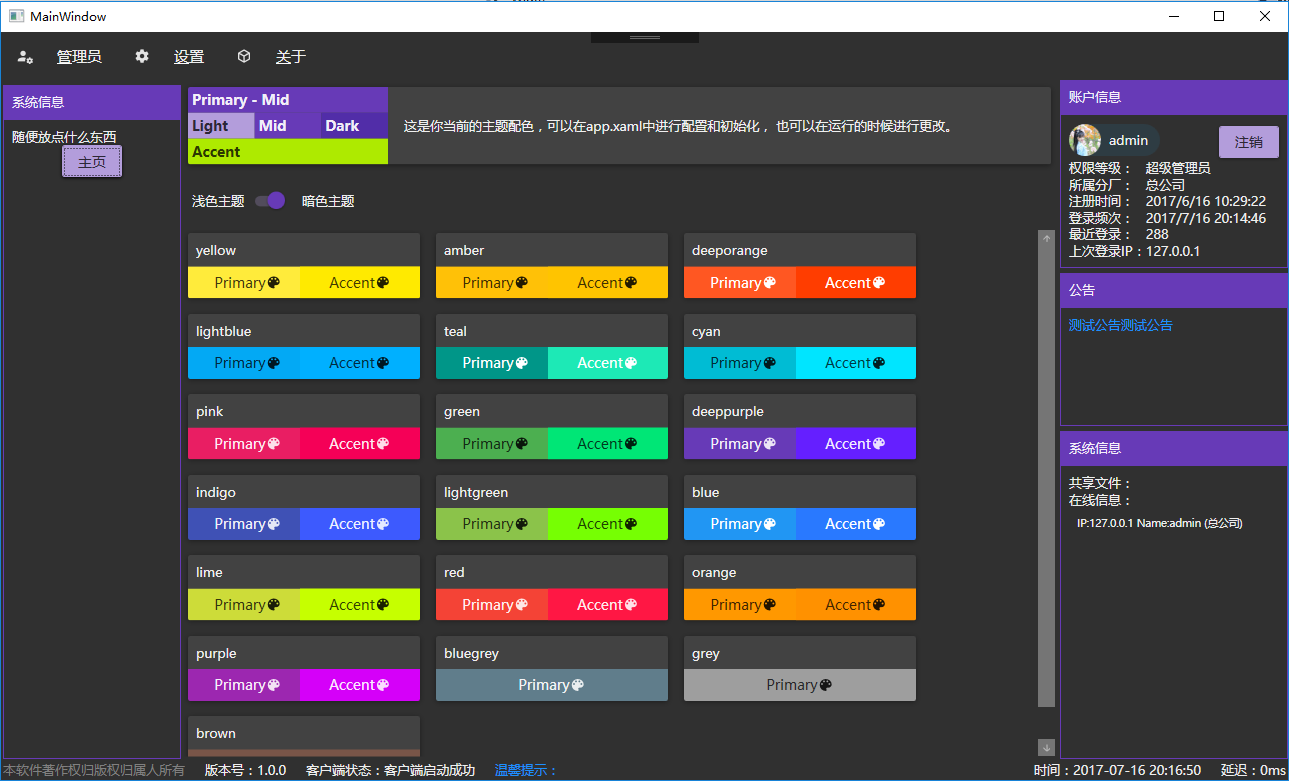 MainWindow
管理员 设置 关于
系统信息
随便放点什么东西
主页
Primary - Mid
Light Mid Dark
Accent
这是你当前的主题配色，可以在app.xaml中进行配置和初始化， 也可以在运行的时候进行更改。
浅色主题 暗色主题
yellow amber deeporange
Primary Accent Primary Accent Primary Accent
lightblue teal cyan
Primary Accent Primary Accent Primary Accent
pink green deeppurple
Primary Accent Primary Accent Primary Accent
indigo lightgreen blue
Primary Accent Primary Accent Primary Accent
lime red orange
Primary Accent Primary Accent Primary Accent
purple bluegrey grey
Primary Accent Primary Primary
brown
账户信息
admin 注销
权限等级： 超级管理员
所属分厂： 总公司
注册时间： 2017/6/16 10:29:22
登录频次： 2017/7/16 20:14:46
最近登录： 288
上次登录IP：127.0.0.1
公告
测试公告测试公告
系统信息
共享文件：
在线信息：
IP:127.0.0.1 Name:admin (总公司)
本软件著作权归版权归属人所有 版本号：1.0.0 客户端状态：客户端启动成功 温馨提示： 时间：2017-07-16 20:16:50 延迟：0ms